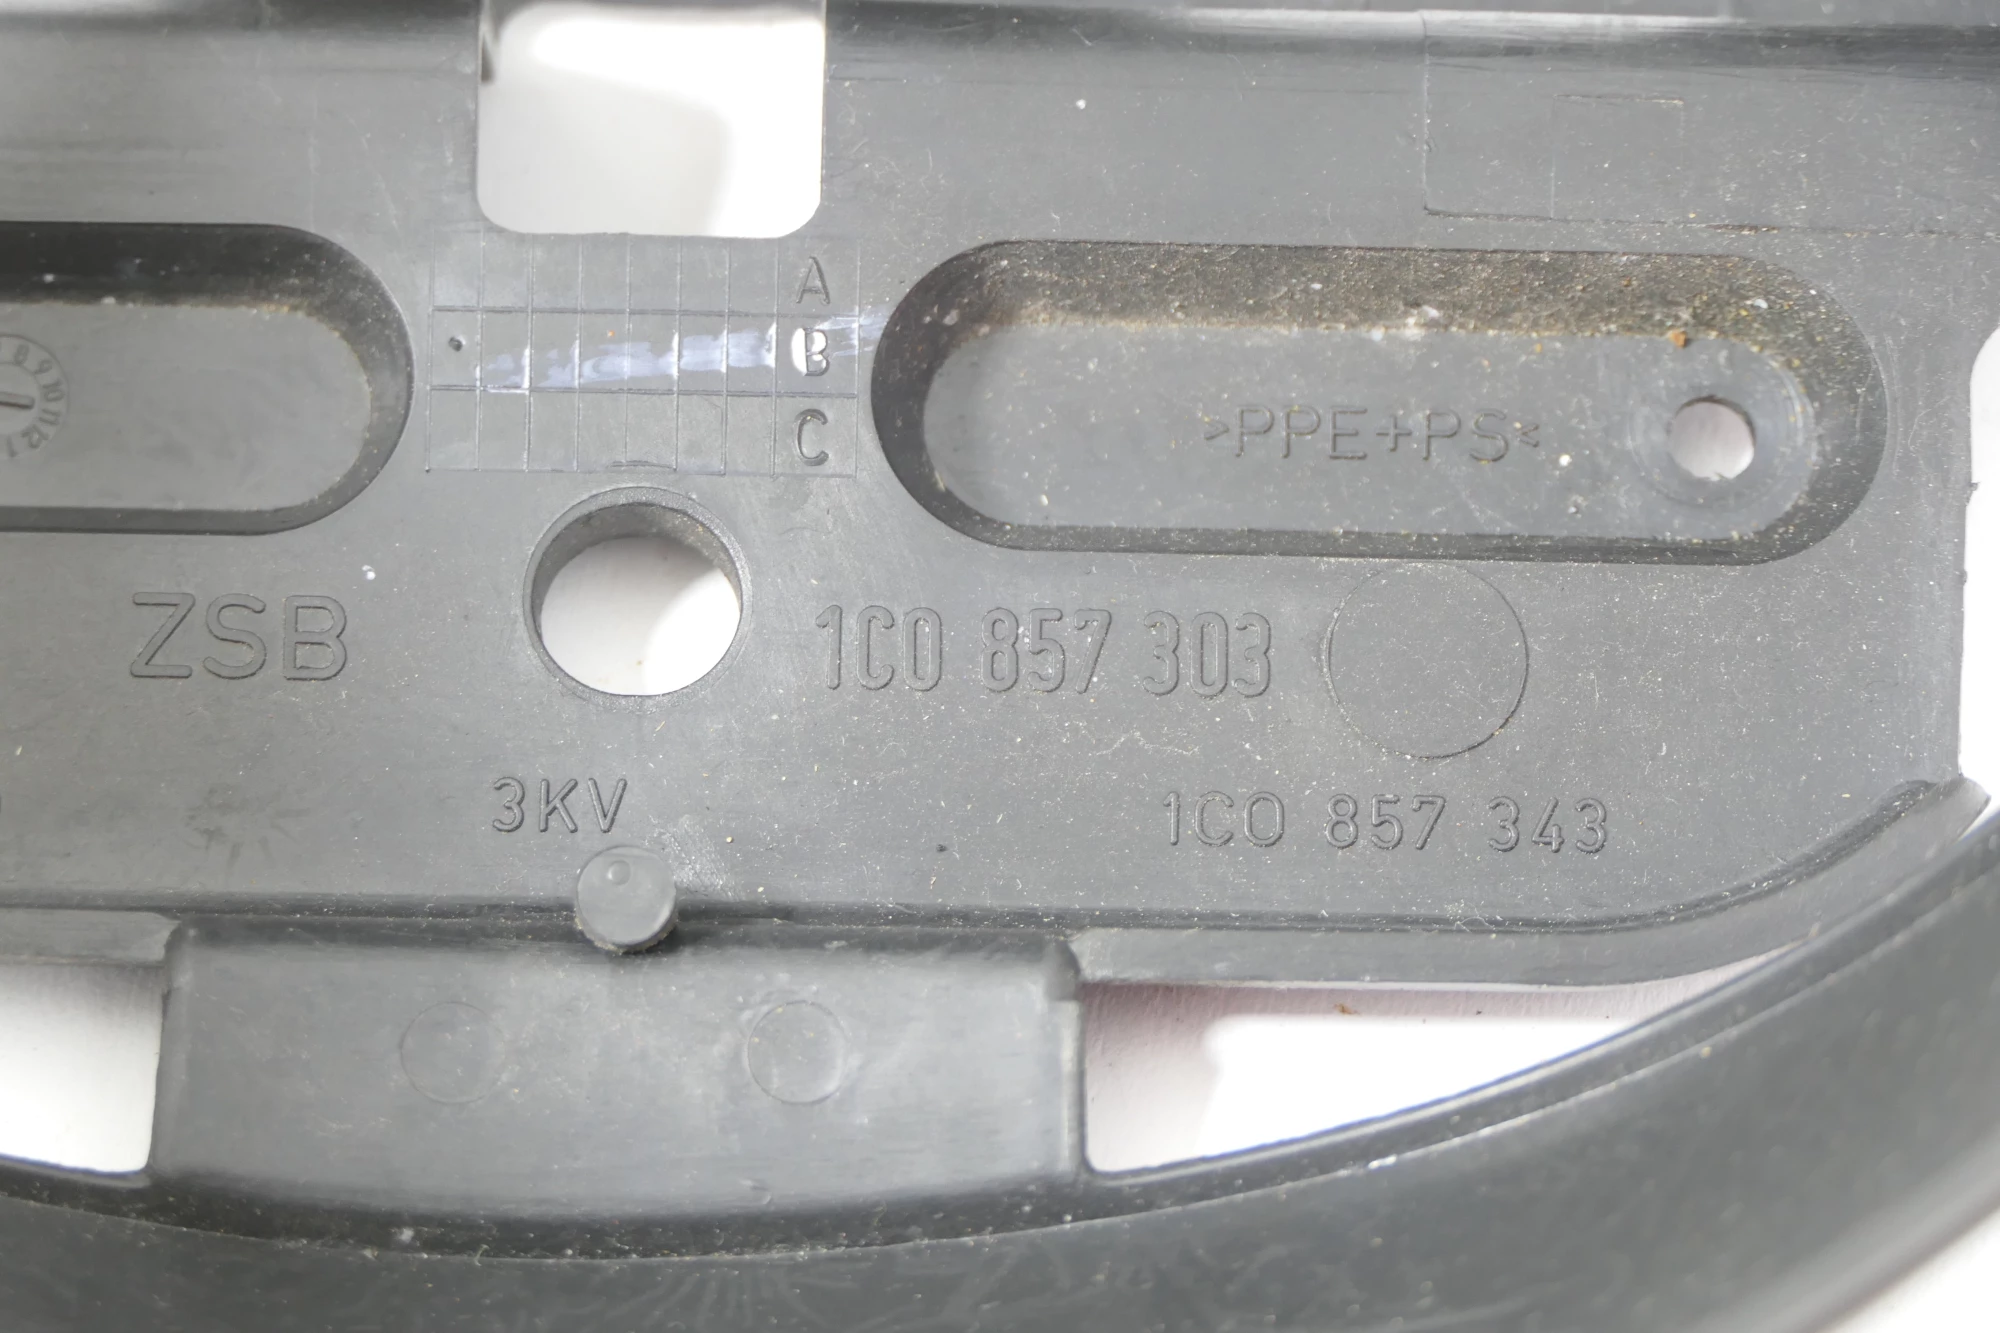 A
B
C
>PPE+PS<
ZSB
1C0 857 303
3KV
1C0 857 343